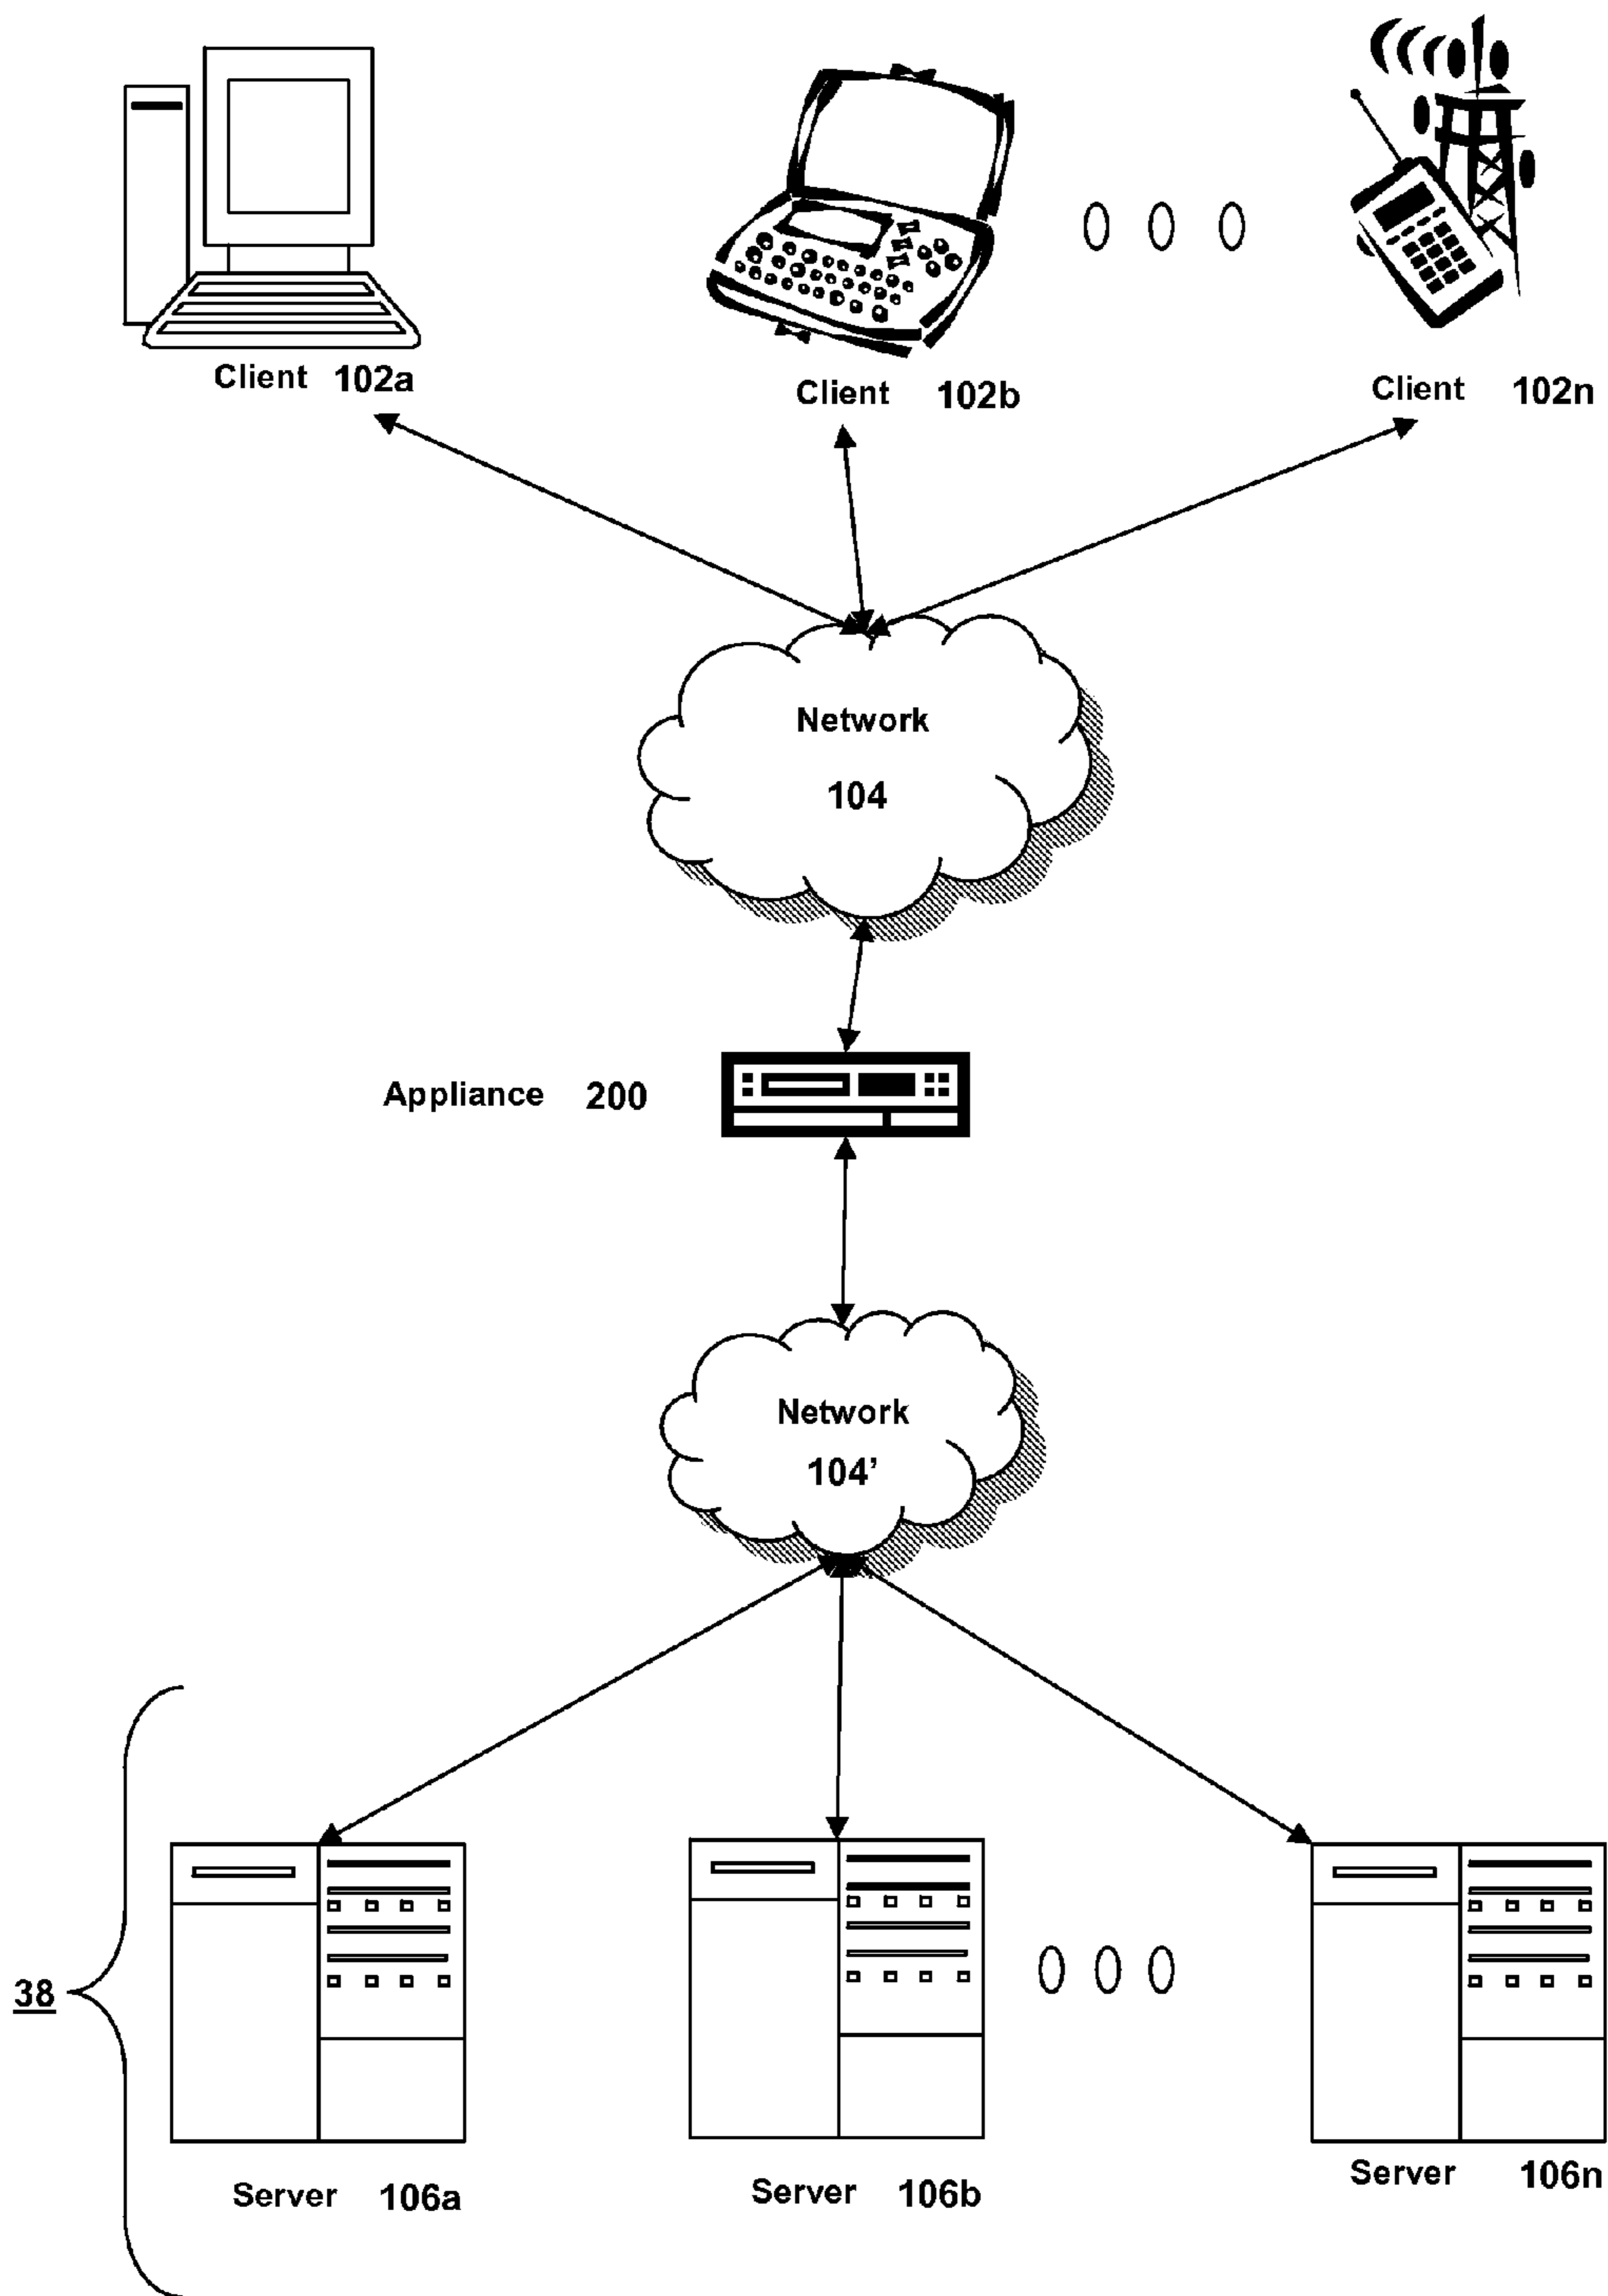 Client 102a
Client 102b
Client 102n
Network
104
Appliance 200
Network
104’
38
Server 106a
Server 106b
Server 106n